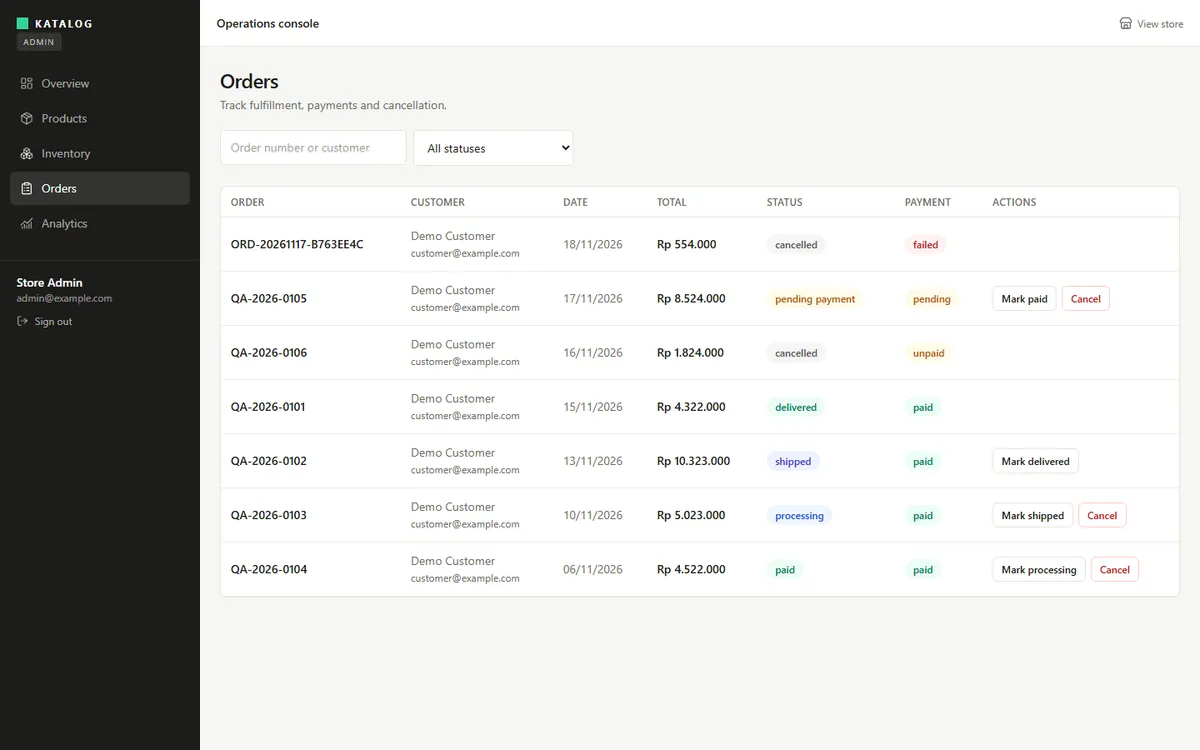 KATALOG
ADMIN
Overview
Products
Inventory
Orders
Analytics
Store Admin
admin@example.com
Sign out
Operations console
View store
Orders
Track fulfillment, payments and cancellation.
Order number or customer
All statuses
ORDER CUSTOMER DATE TOTAL STATUS PAYMENT ACTIONS
ORD-20261117-B763EE4C Demo Customer customer@example.com 18/11/2026 Rp 554.000 cancelled failed
QA-2026-0105 Demo Customer customer@example.com 17/11/2026 Rp 8.524.000 pending payment pending Mark paid Cancel
QA-2026-0106 Demo Customer customer@example.com 16/11/2026 Rp 1.824.000 cancelled unpaid
QA-2026-0101 Demo Customer customer@example.com 15/11/2026 Rp 4.322.000 delivered paid
QA-2026-0102 Demo Customer customer@example.com 13/11/2026 Rp 10.323.000 shipped paid Mark delivered
QA-2026-0103 Demo Customer customer@example.com 10/11/2026 Rp 5.023.000 processing paid Mark shipped Cancel
QA-2026-0104 Demo Customer customer@example.com 06/11/2026 Rp 4.522.000 paid paid Mark processing Cancel